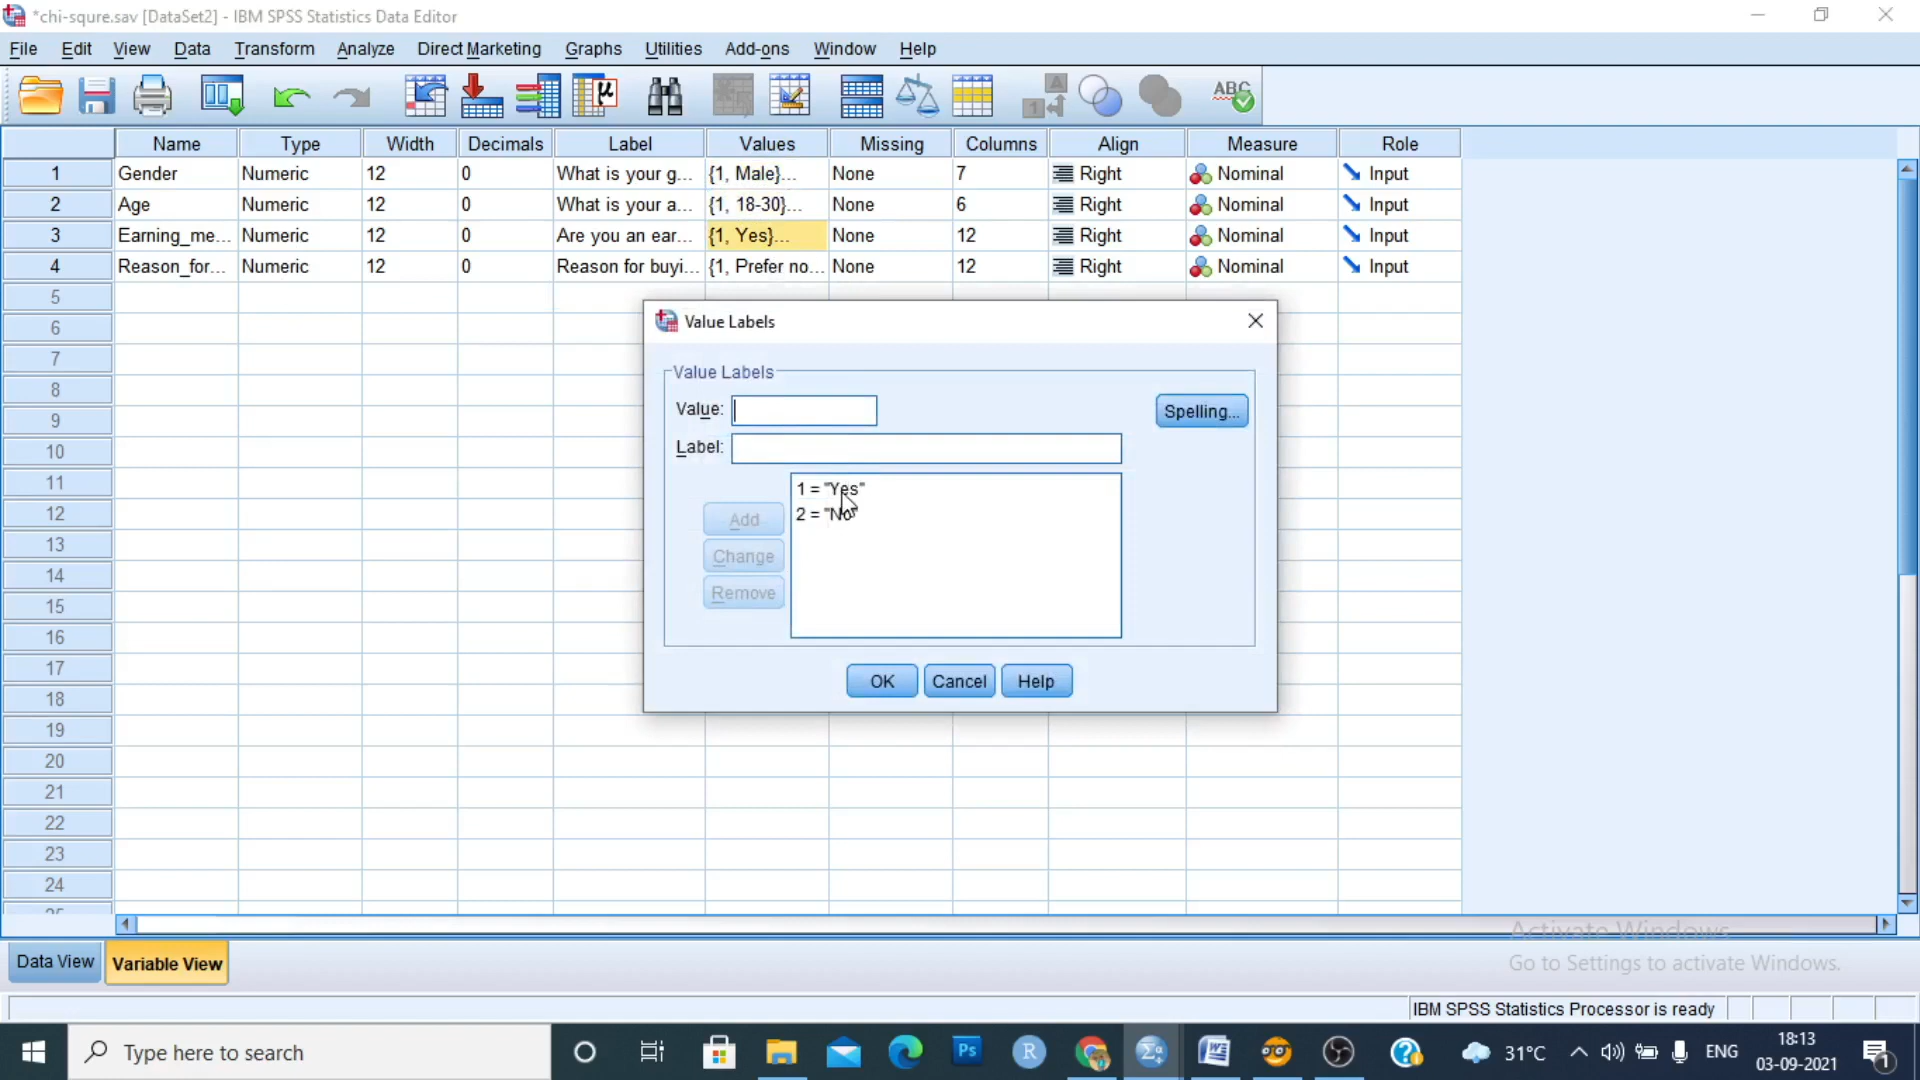 *chi-squre.sav [DataSet2] - IBM SPSS Statistics Data Editor
File Edit View Data Transform Analyze Direct Marketing Graphs Utilities Add-ons Window Help
Name Type Width Decimals Label Values Missing Columns Align Measure Role
1 Gender Numeric 12 0 What is your g... {1, Male}... None 7 Right Nominal Input
2 Age Numeric 12 0 What is your a... {1, 18-30}... None 6 Right Nominal Input
3 Earning_me... Numeric 12 0 Are you an ear... {1, Yes}... None 12 Right Nominal Input
4 Reason_for... Numeric 12 0 Reason for buyi... {1, Prefer no... None 12 Right Nominal Input
5
6
7
8
9
10
11
12
13
14
15
16
17
18
19
20
21
22
23
24
25
Value Labels
Value Labels
Value:
Spelling...
Label:
1 = "Yes"
2 = "No"
Add
Change
Remove
OK Cancel Help
Activate Windows
Go to Settings to activate Windows.
Data View Variable View
IBM SPSS Statistics Processor is ready
Type here to search
Ps
R
31°C
ENG
18:13
03-09-2021
1